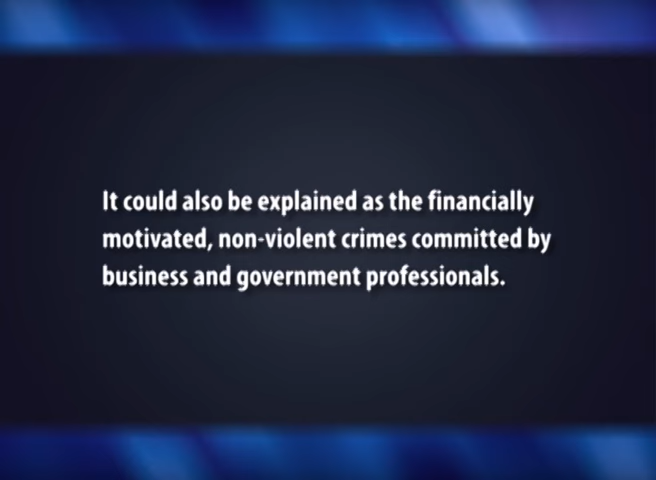 It could also be explained as the financially
motivated, non-violent crimes committed by
business and government professionals.